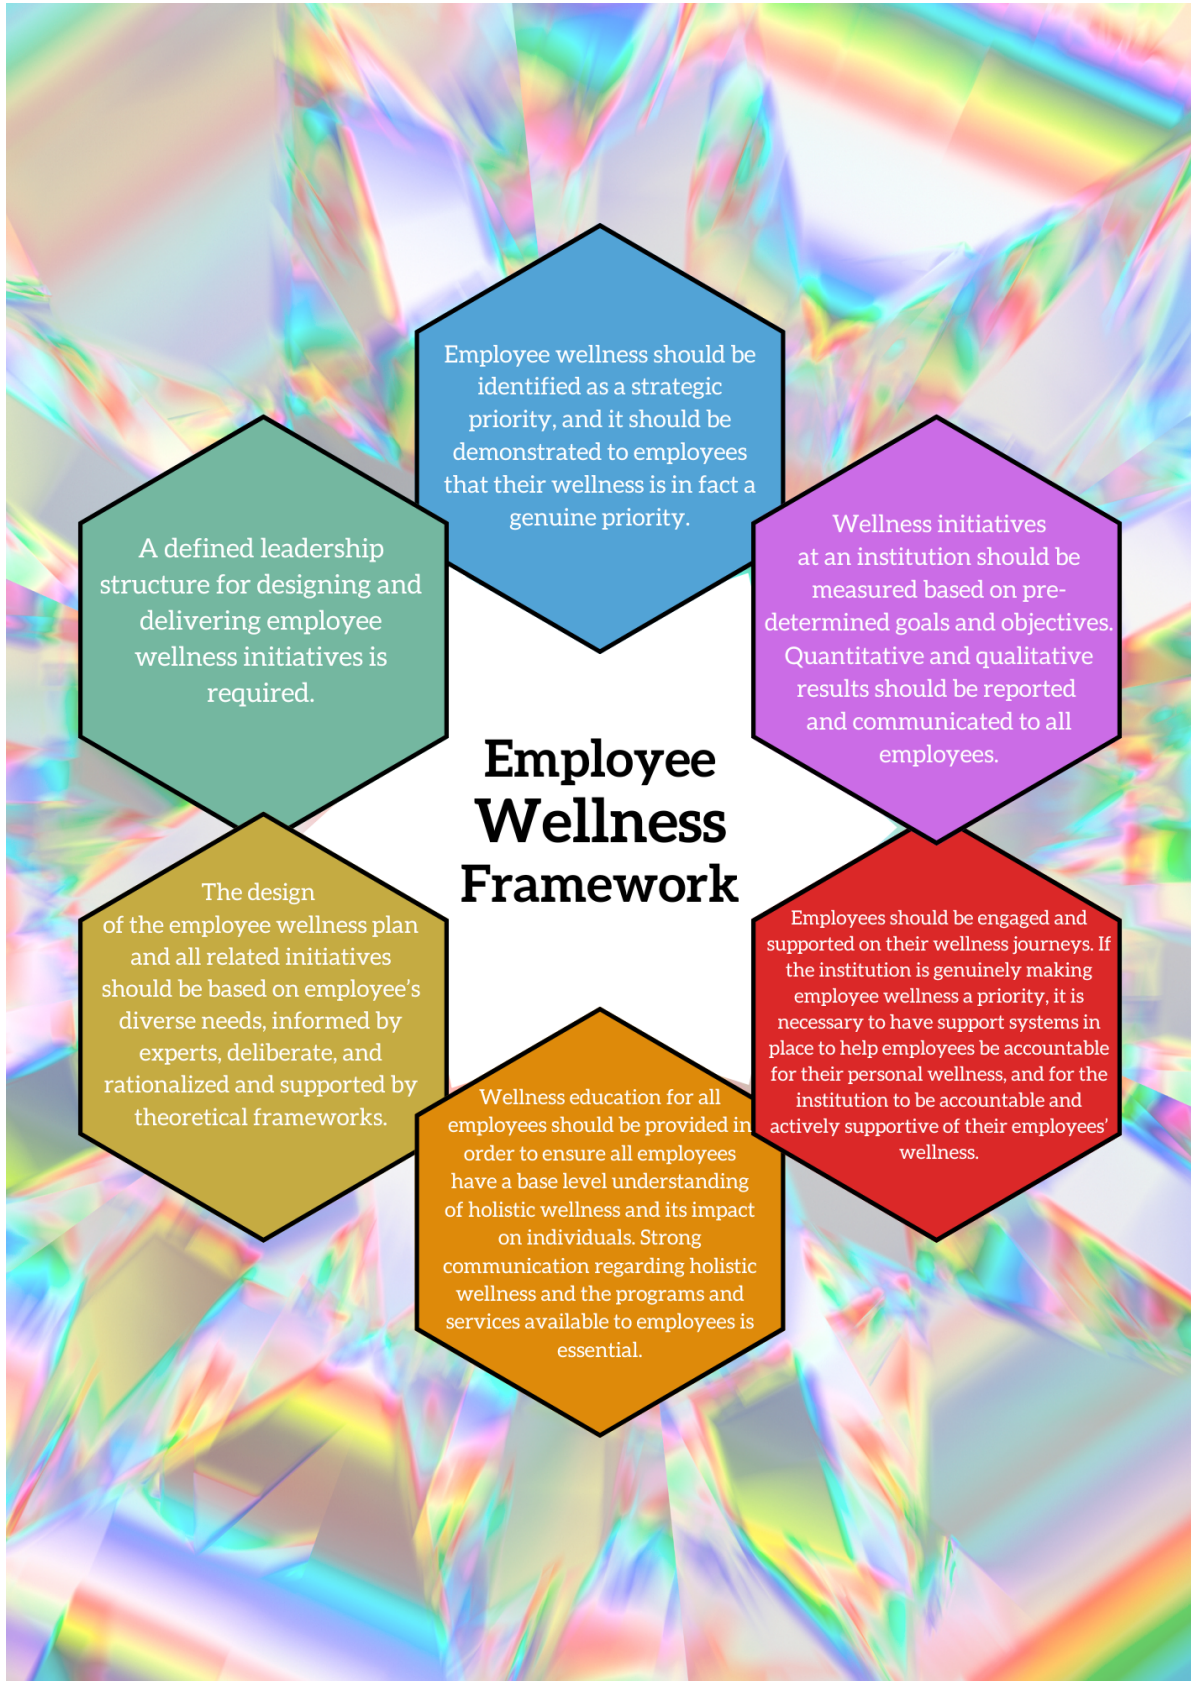 Employee wellness should be
identified as a strategic
priority, and it should be
demonstrated to employees
that their wellness is in fact a
genuine priority.
A defined leadership
structure for designing and
delivering employee
wellness initiatives is
required.
Wellness initiatives
at an institution should be
measured based on pre-
determined goals and objectives.
Quantitative and qualitative
results should be reported
and communicated to all
employees.
Employee
Wellness
Framework
The design
of the employee wellness plan
and all related initiatives
should be based on employee’s
diverse needs, informed by
experts, deliberate, and
rationalized and supported by
theoretical frameworks.
Employees should be engaged and
supported on their wellness journeys. If
the institution is genuinely making
employee wellness a priority, it is
necessary to have support systems in
place to help employees be accountable
for their personal wellness, and for the
institution to be accountable and
actively supportive of their employees’
wellness.
Wellness education for all
employees should be provided in
order to ensure all employees
have a base level understanding
of holistic wellness and its impact
on individuals. Strong
communication regarding holistic
wellness and the programs and
services available to employees is
essential.